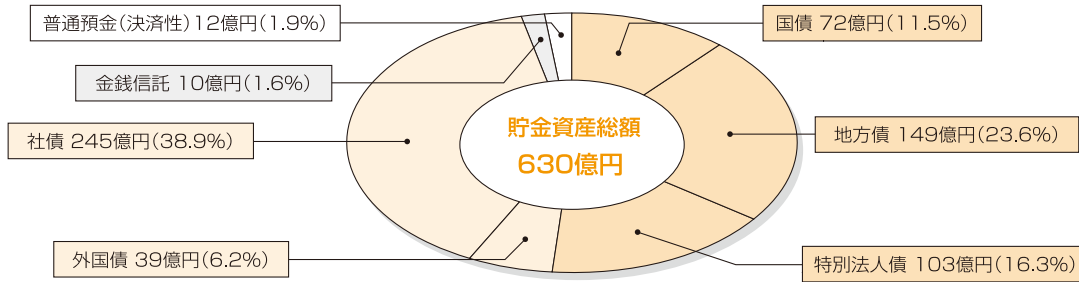 普通預金(決済性)12億円(1.9%)
国債 72億円(11.5%)
金銭信託 10億円(1.6%)
社債 245億円(38.9%)
貯金資産総額
630億円
地方債 149億円(23.6%)
外国債 39億円(6.2%)
特別法人債 103億円(16.3%)